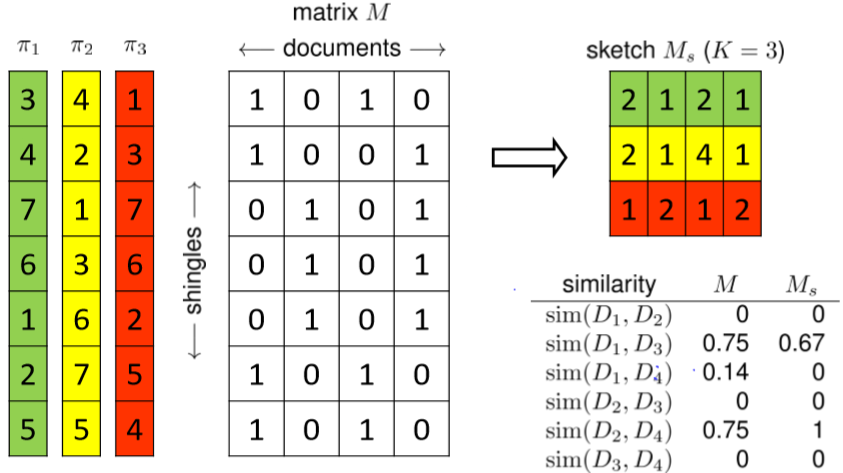 matrix M
π₁ π₂ π₃ ⟵ documents ⟶
sketch Mₛ (K = 3)
3 4 1 1 0 1 0 2 1 2 1
4 2 3 1 0 0 1 2 1 4 1
7 1 7 0 1 0 1 1 2 1 2
6 3 6 0 1 0 1
1 6 2 0 1 0 1
2 7 5 1 0 1 0
5 5 4 1 0 1 0
⟵ shingles ⟶
similarity M Mₛ
sim(D₁, D₂) 0 0
sim(D₁, D₃) 0.75 0.67
sim(D₁, D₄) 0.14 0
sim(D₂, D₃) 0 0
sim(D₂, D₄) 0.75 1
sim(D₃, D₄) 0 0